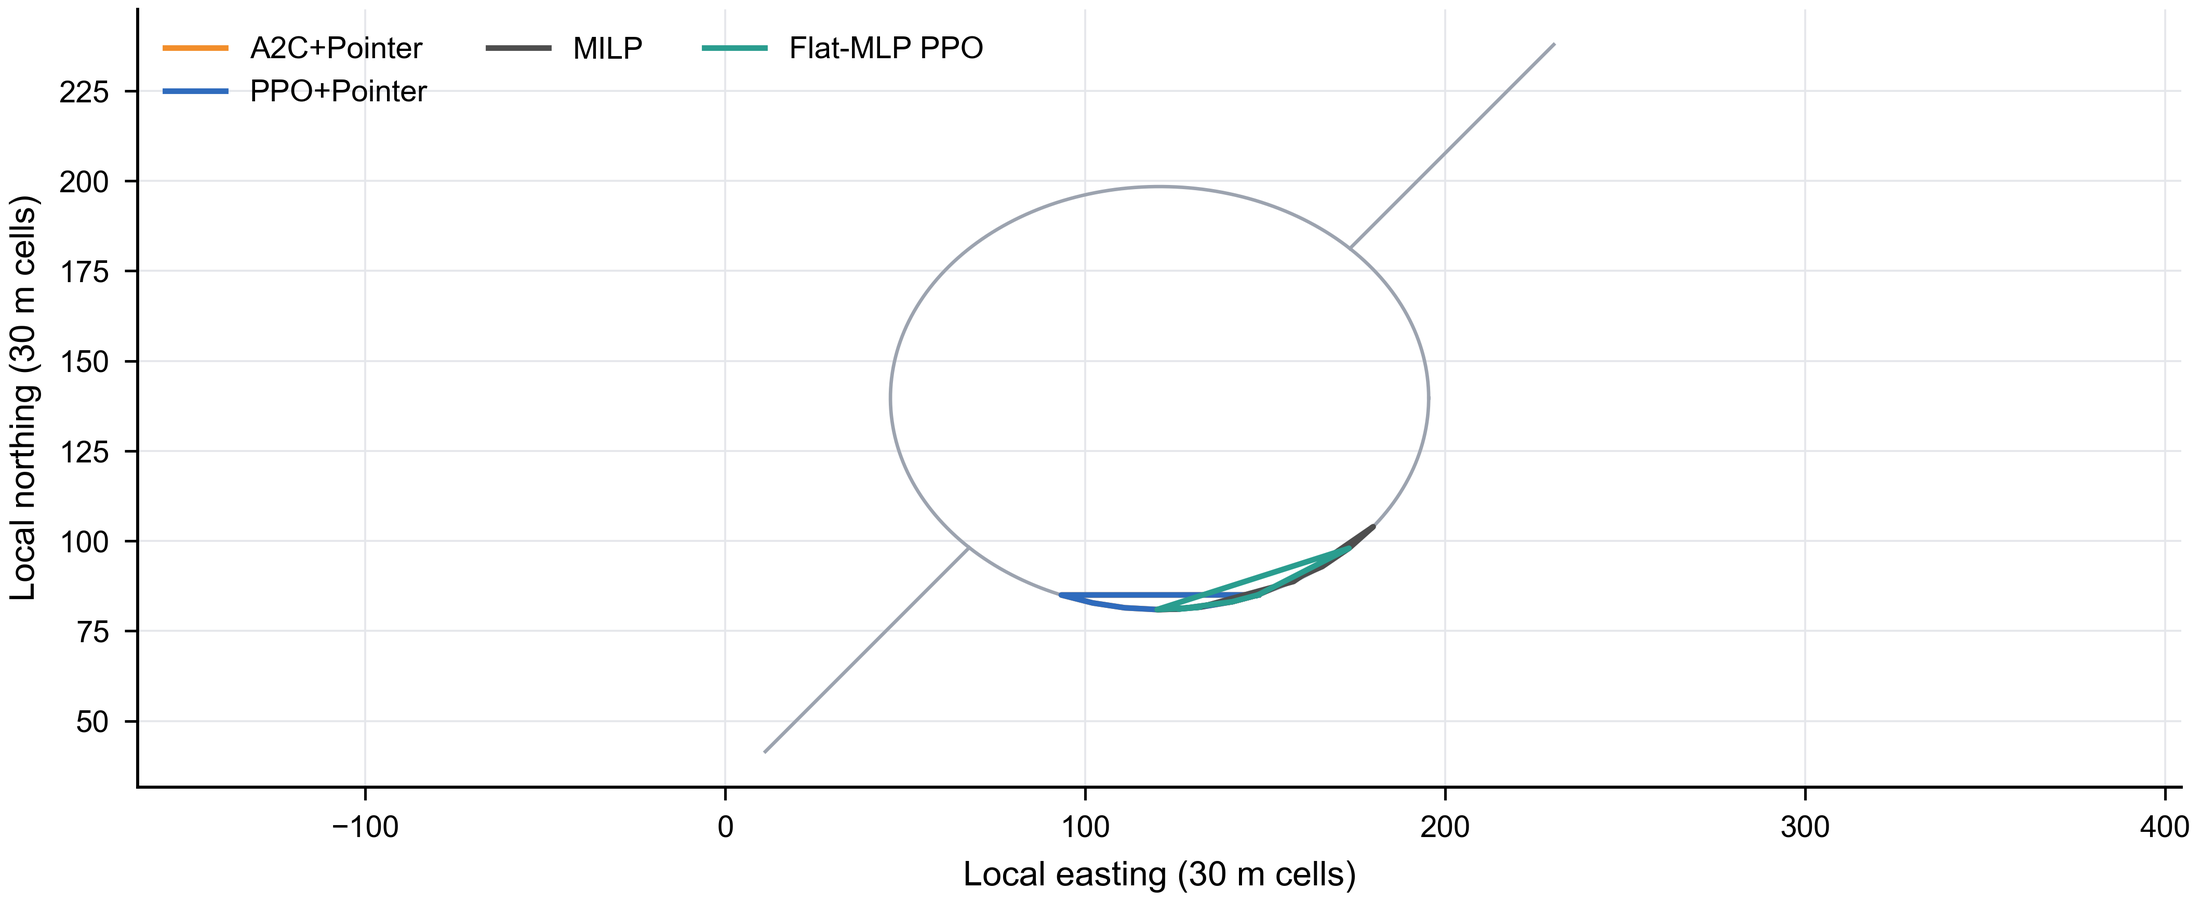 A2C+Pointer
PPO+Pointer
MILP
Flat-MLP PPO
Local northing (30 m cells)
225
200
175
150
125
100
75
50
−100 0 100 200 300 400
Local easting (30 m cells)